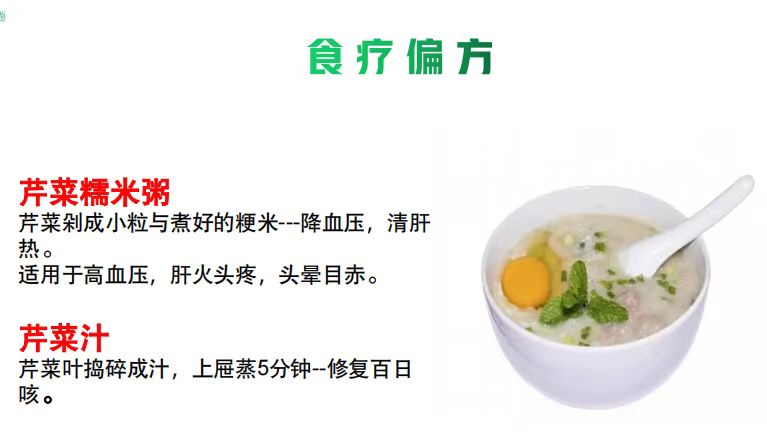 食疗偏方
芹菜糯米粥
芹菜剁成小粒与煮好的粳米---降血压，清肝
热。
适用于高血压，肝火头疼，头晕目赤。
芹菜汁
芹菜叶捣碎成汁，上屉蒸5分钟--修复百日
咳。